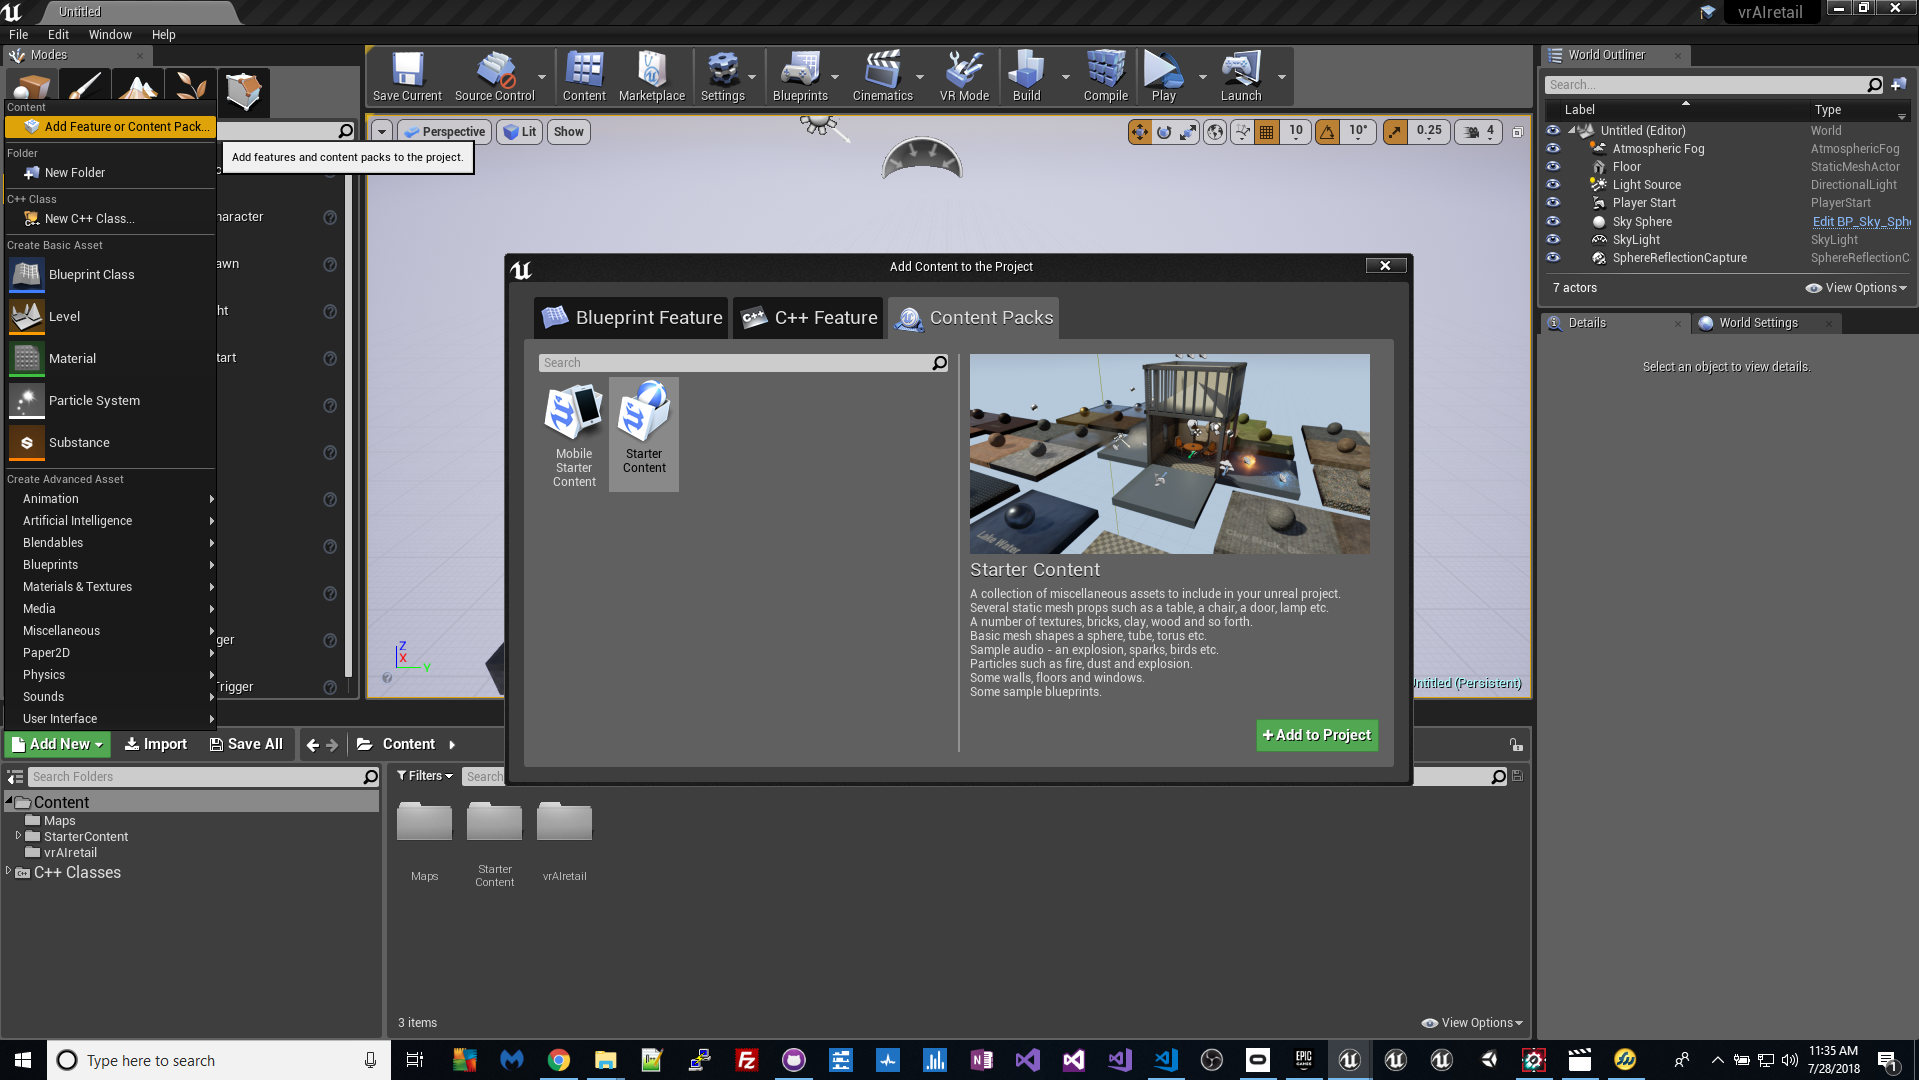 Untitled
vrAIretail
File Edit Window Help
Modes
World Outliner
Save Current Source Control Content Marketplace Settings Blueprints Cinematics VR Mode Build Compile Play Launch
Search...
Label Type
Content
Add Feature or Content Pack...
Add features and content packs to the project.
Folder
New Folder
C++ Class
New C++ Class...
Create Basic Asset
Blueprint Class
Level
Material
Particle System
Substance
Create Advanced Asset
Animation
Artificial Intelligence
Blendables
Blueprints
Materials & Textures
Media
Miscellaneous
Paper2D
Physics
Sounds
User Interface
haracter
awn
ht
tart
ger
Trigger
Perspective Lit Show
10 10° 0.25 4
Untitled (Editor) World
Atmospheric Fog AtmosphericFog
Floor StaticMeshActor
Light Source DirectionalLight
Player Start PlayerStart
Sky Sphere Edit BP_Sky_Sph
SkyLight SkyLight
SphereReflectionCapture SphereReflectionC
7 actors View Options
Details World Settings
Select an object to view details.
Add Content to the Project
Blueprint Feature C++ Feature Content Packs
Search
Mobile Starter Content
Starter Content
Lake Water
Starter Content
A collection of miscellaneous assets to include in your unreal project.
Several static mesh props such as a table, a chair, a door, lamp etc.
A number of textures, bricks, clay, wood and so forth.
Basic mesh shapes a sphere, tube, torus etc.
Sample audio - an explosion, sparks, birds etc.
Particles such as fire, dust and explosion.
Some walls, floors and windows.
Some sample blueprints.
+Add to Project
Z
X
Y
Untitled (Persistent)
Add New Import Save All Content
Search Folders
Filters Search
Content
Maps
StarterContent
vrAIretail
C++ Classes
Maps
Starter Content
vrAIretail
3 items View Options
Type here to search
EPIC GAMES
11:35 AM
7/28/2018
1